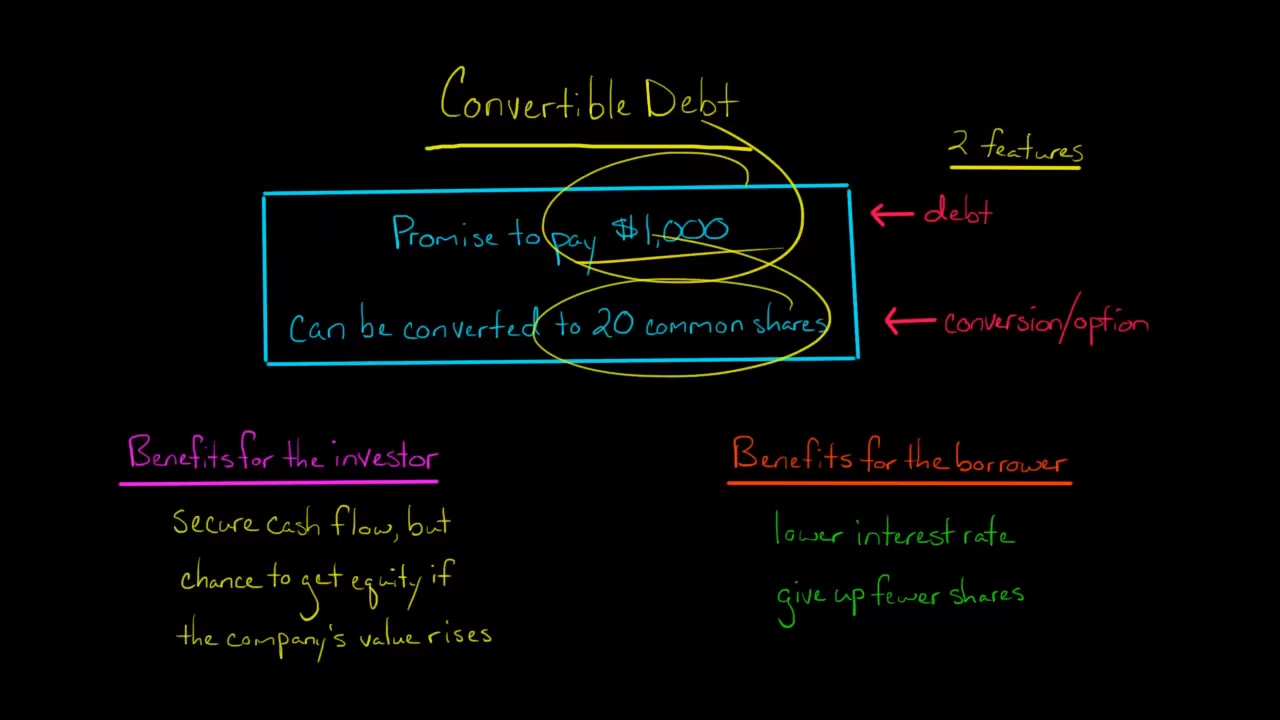 Convertible Debt
2 features
Promise to pay $1,000
debt
can be converted to 20 common shares
conversion/option
Benefits for the investor
secure cash flow, but
chance to get equity if
the company's value rises
Benefits for the borrower
lower interest rate
give up fewer shares